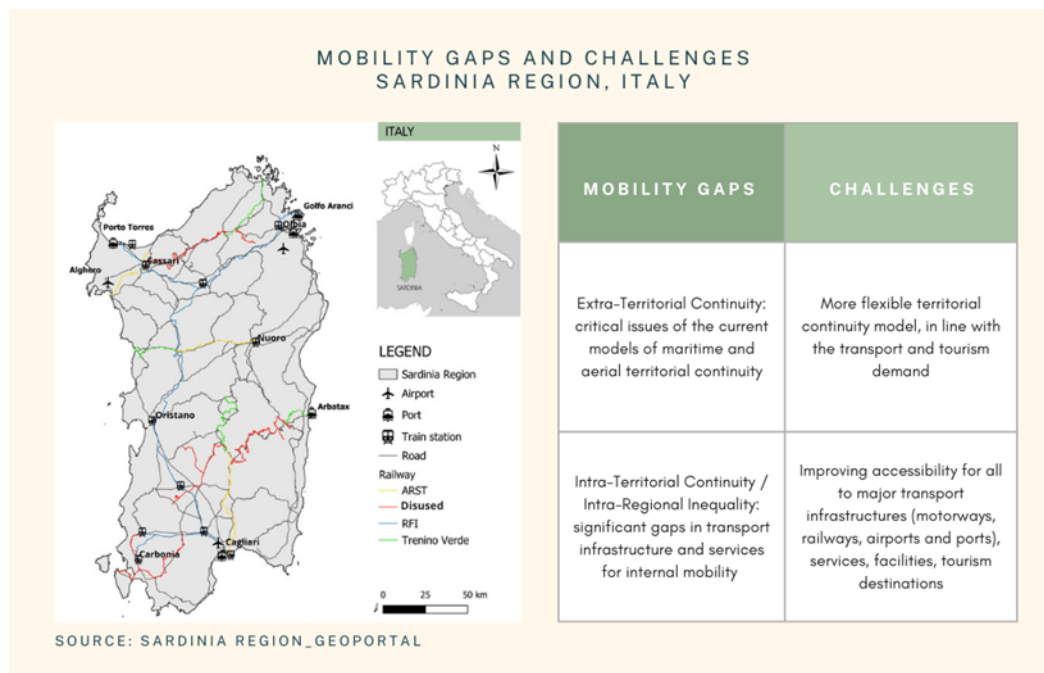 MOBILITY GAPS AND CHALLENGES
SARDINIA REGION, ITALY
ITALY
N
SARDINIA
Golfo Aranci
Olbia
Porto Torres
Sassari
Alghero
Nuoro
Oristano
Arbatax
Cagliari
Carbonia
LEGEND
Sardinia Region
Airport
Port
Train station
Road
Railway
ARST
Disused
RFI
Trenino Verde
0 25 50 km
MOBILITY GAPS
CHALLENGES
Extra-Territorial Continuity:
critical issues of the current
models of maritime and
aerial territorial continuity
More flexible territorial
continuity model, in line with
the transport and tourism
demand
Intra-Territorial Continuity /
Intra-Regional Inequality:
significant gaps in transport
infrastructure and services
for internal mobility
Improving accessibility for all
to major transport
infrastructures (motorways,
railways, airports and ports),
services, facilities, tourism
destinations
SOURCE: SARDINIA REGION_GEOPORTAL